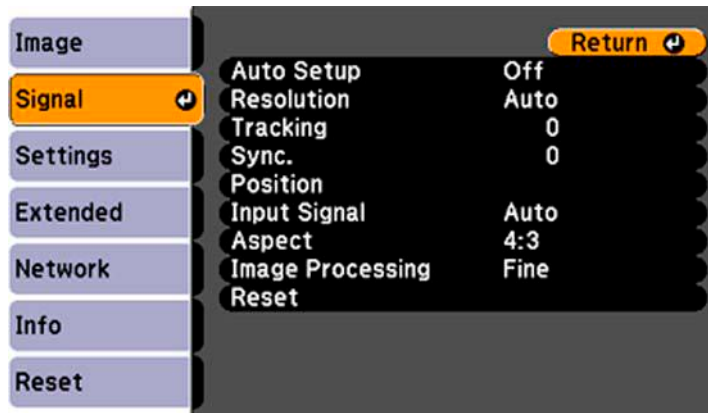 Image
Signal
Settings
Extended
Network
Info
Reset
Return
Auto Setup Off
Resolution Auto
Tracking 0
Sync. 0
Position
Input Signal Auto
Aspect 4:3
Image Processing Fine
Reset